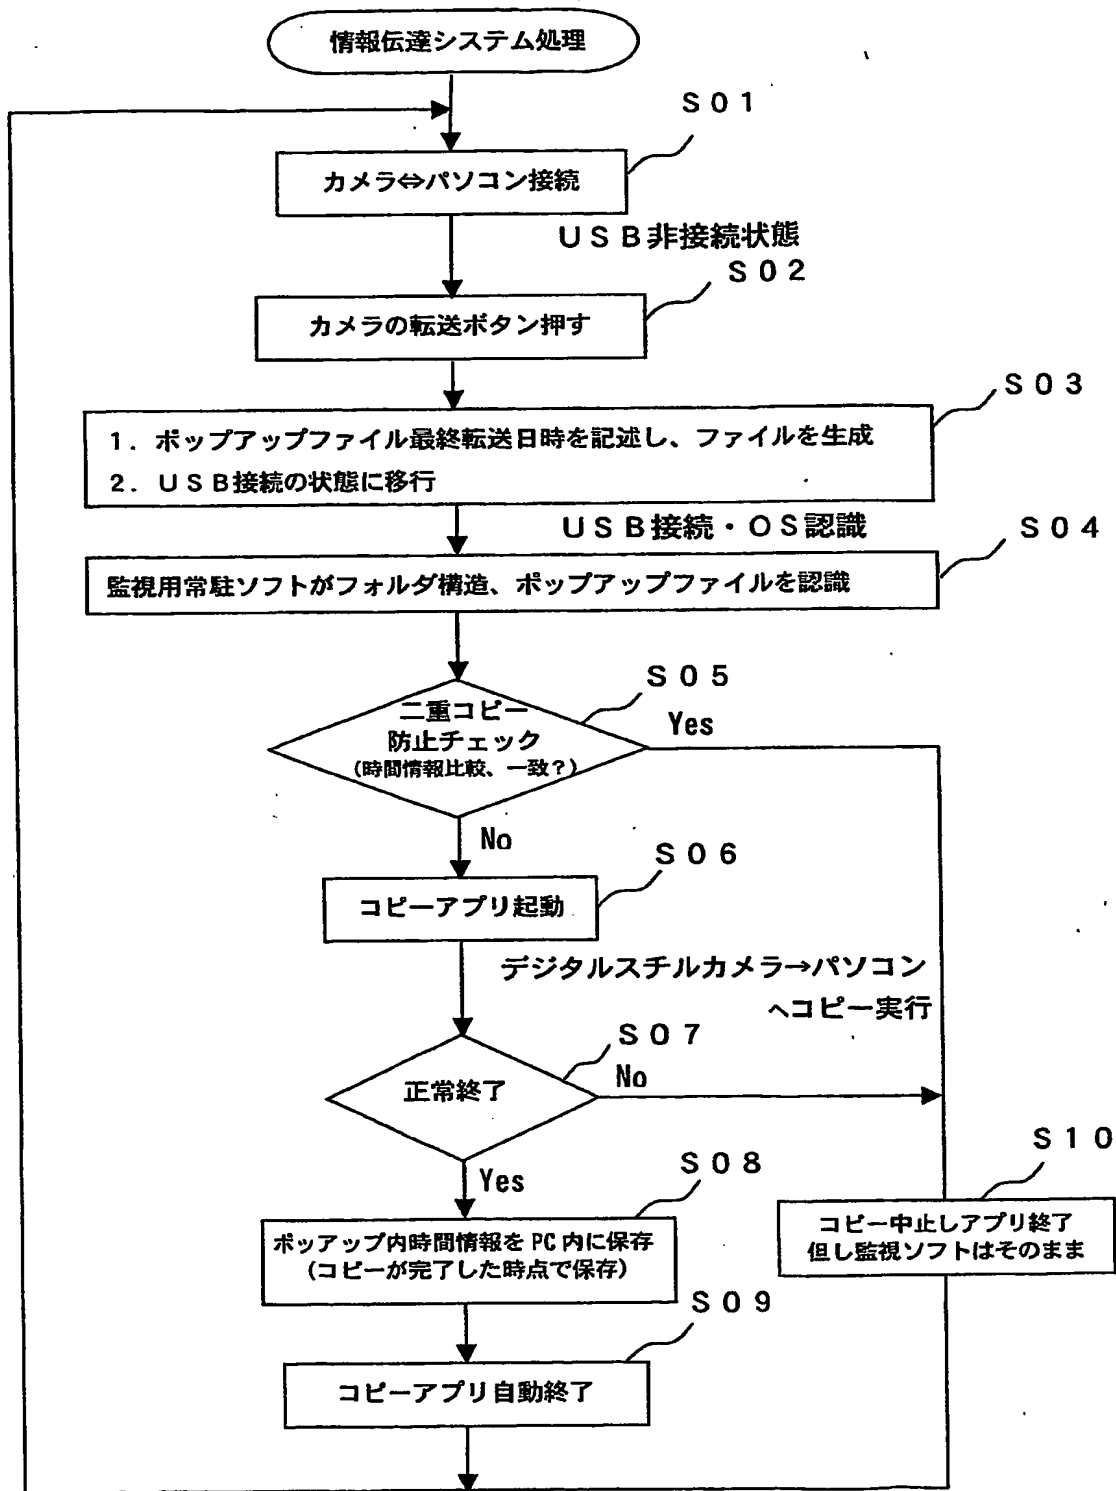 情報伝達システム処理
S01
カメラ⇔パソコン接続
USB非接続状態
S02
カメラの転送ボタン押す
S03
1. ポップアップファイル最終転送日時を記述し、ファイルを生成
2. USB接続の状態に移行
USB接続・OS認識
S04
監視用常駐ソフトがフォルダ構造、ポップアップファイルを認識
S05
二重コピー
防止チェック
(時間情報比較、一致?)
Yes
No
S06
コピーアプリ起動
デジタルスチルカメラ→パソコン
へコピー実行
S07
正常終了
No
Yes
S08
ポッアップ内時間情報をPC内に保存
(コピーが完了した時点で保存)
S10
コピー中止しアプリ終了
但し監視ソフトはそのまま
S09
コピーアプリ自動終了